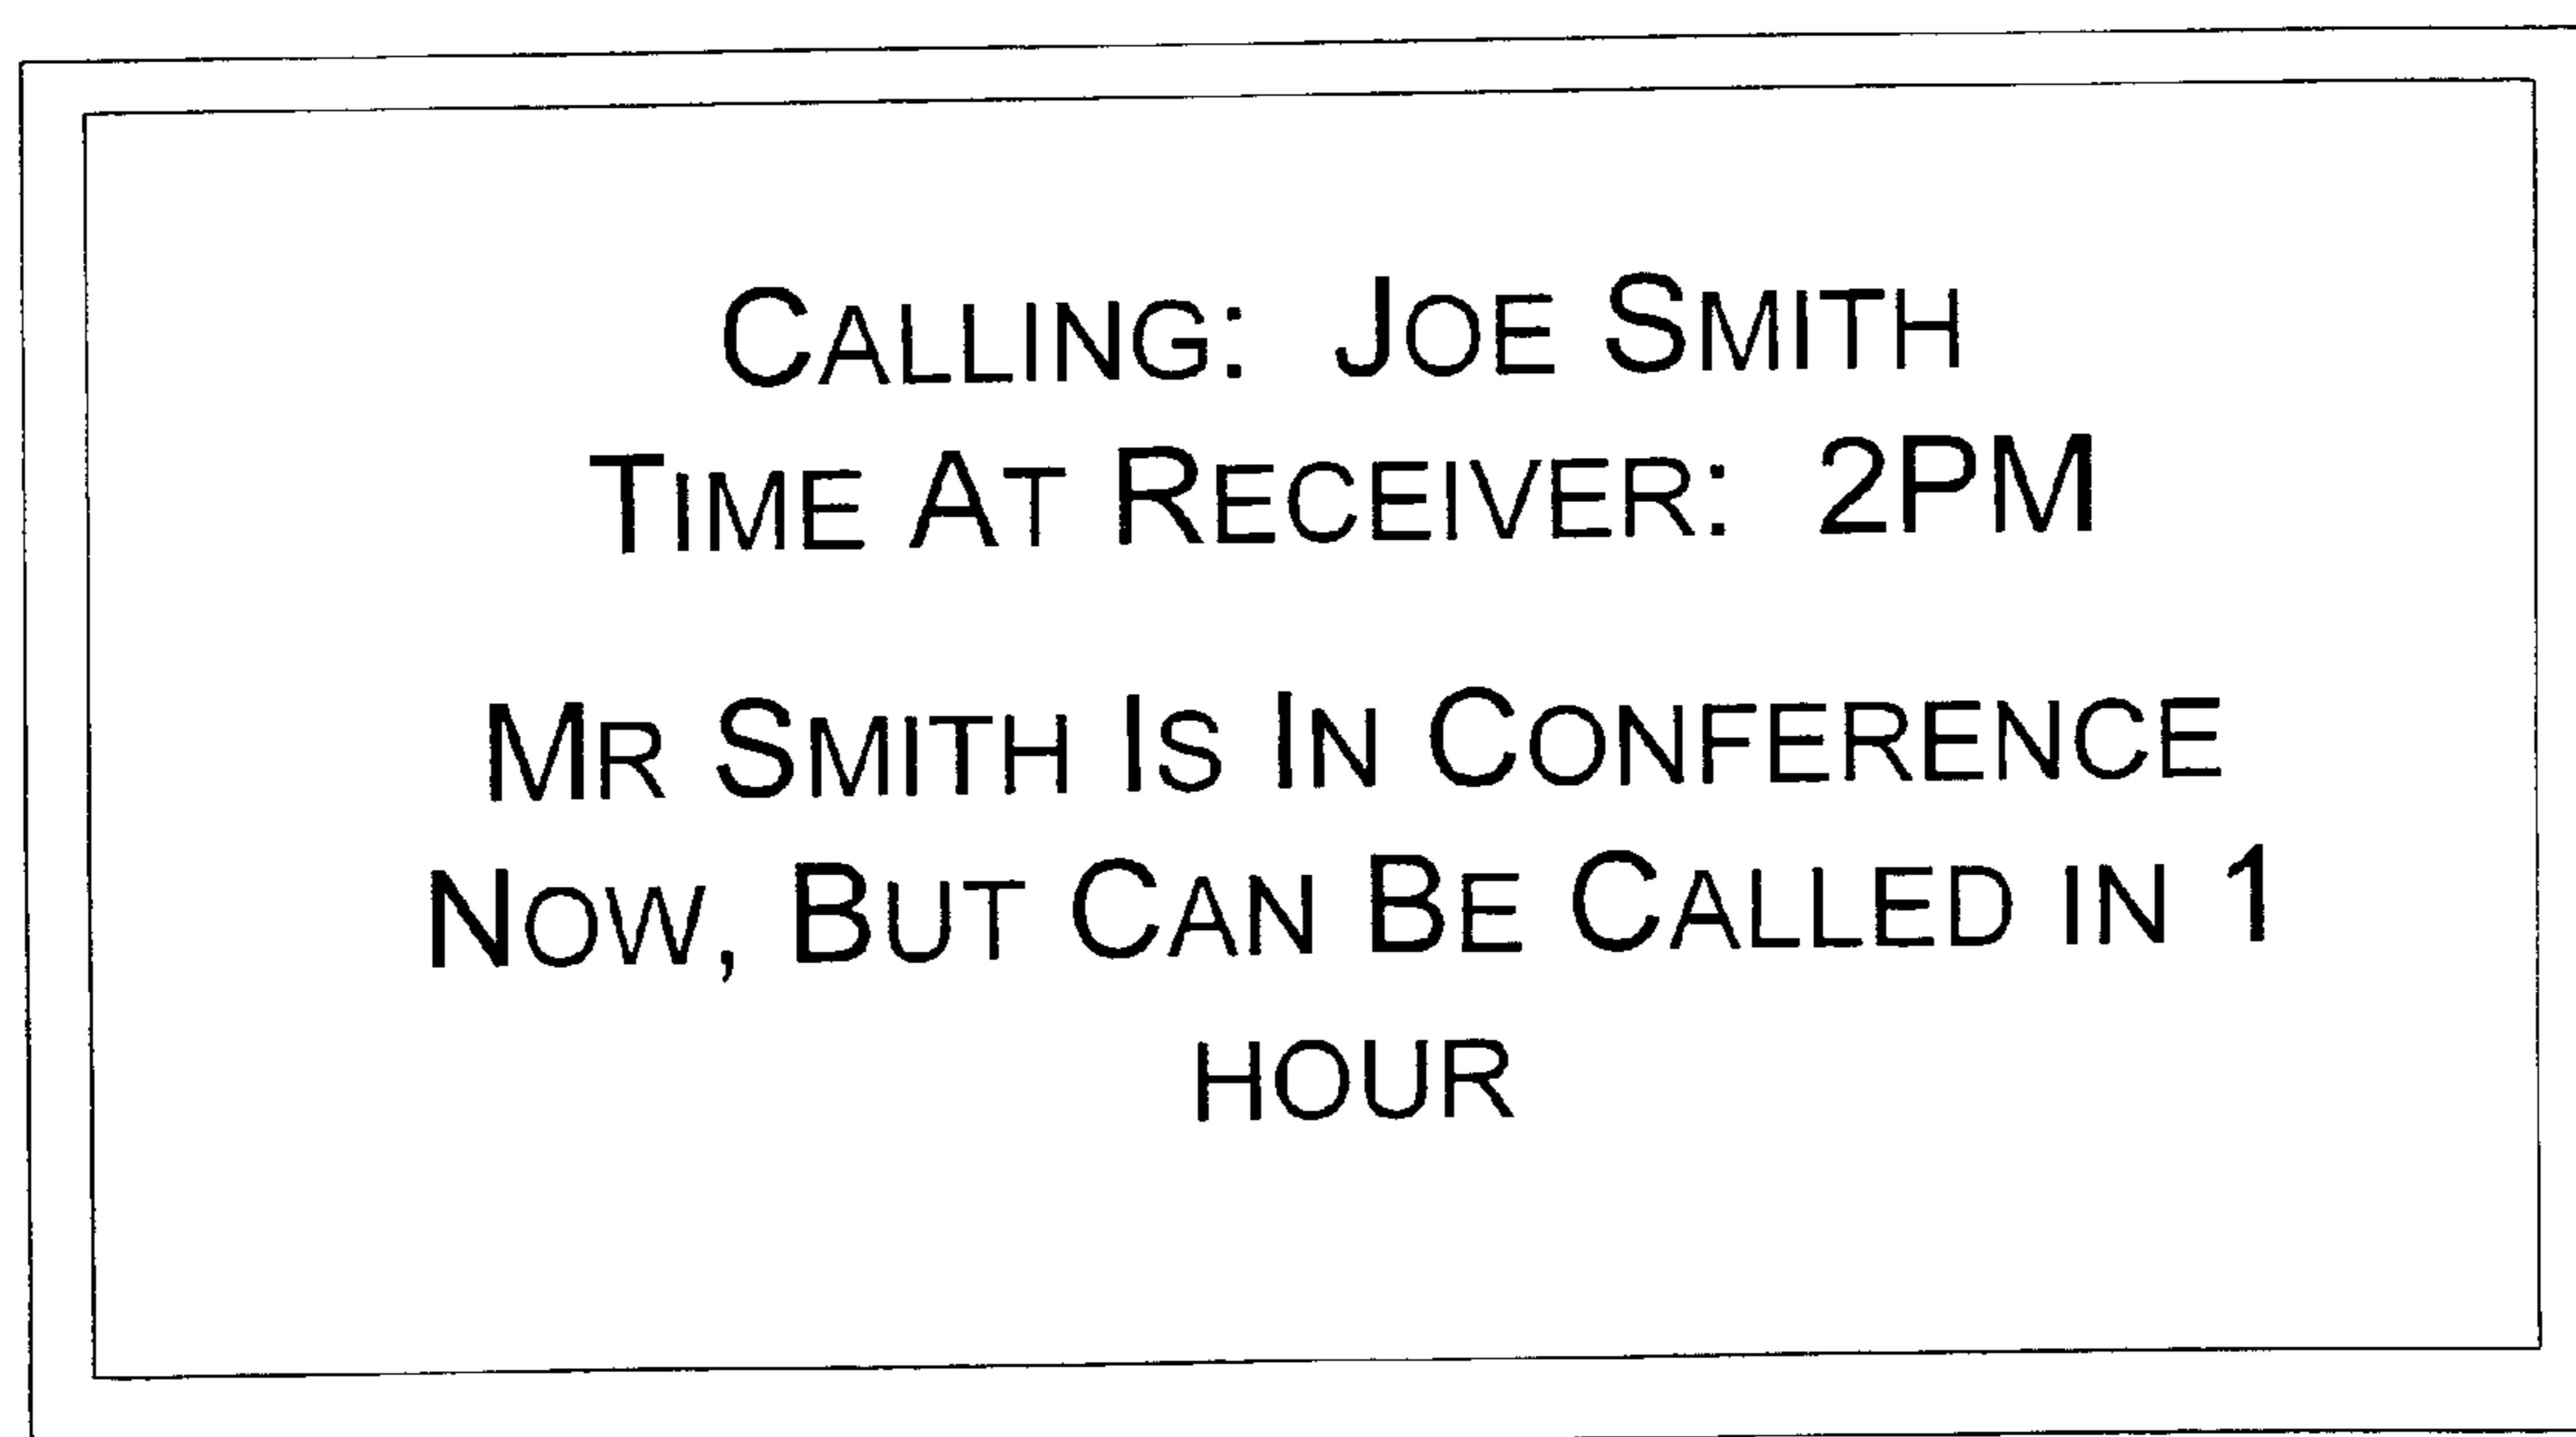 Calling: Joe Smith
Time At Receiver: 2PM
Mr Smith Is In Conference
Now, But Can Be Called in 1
hour